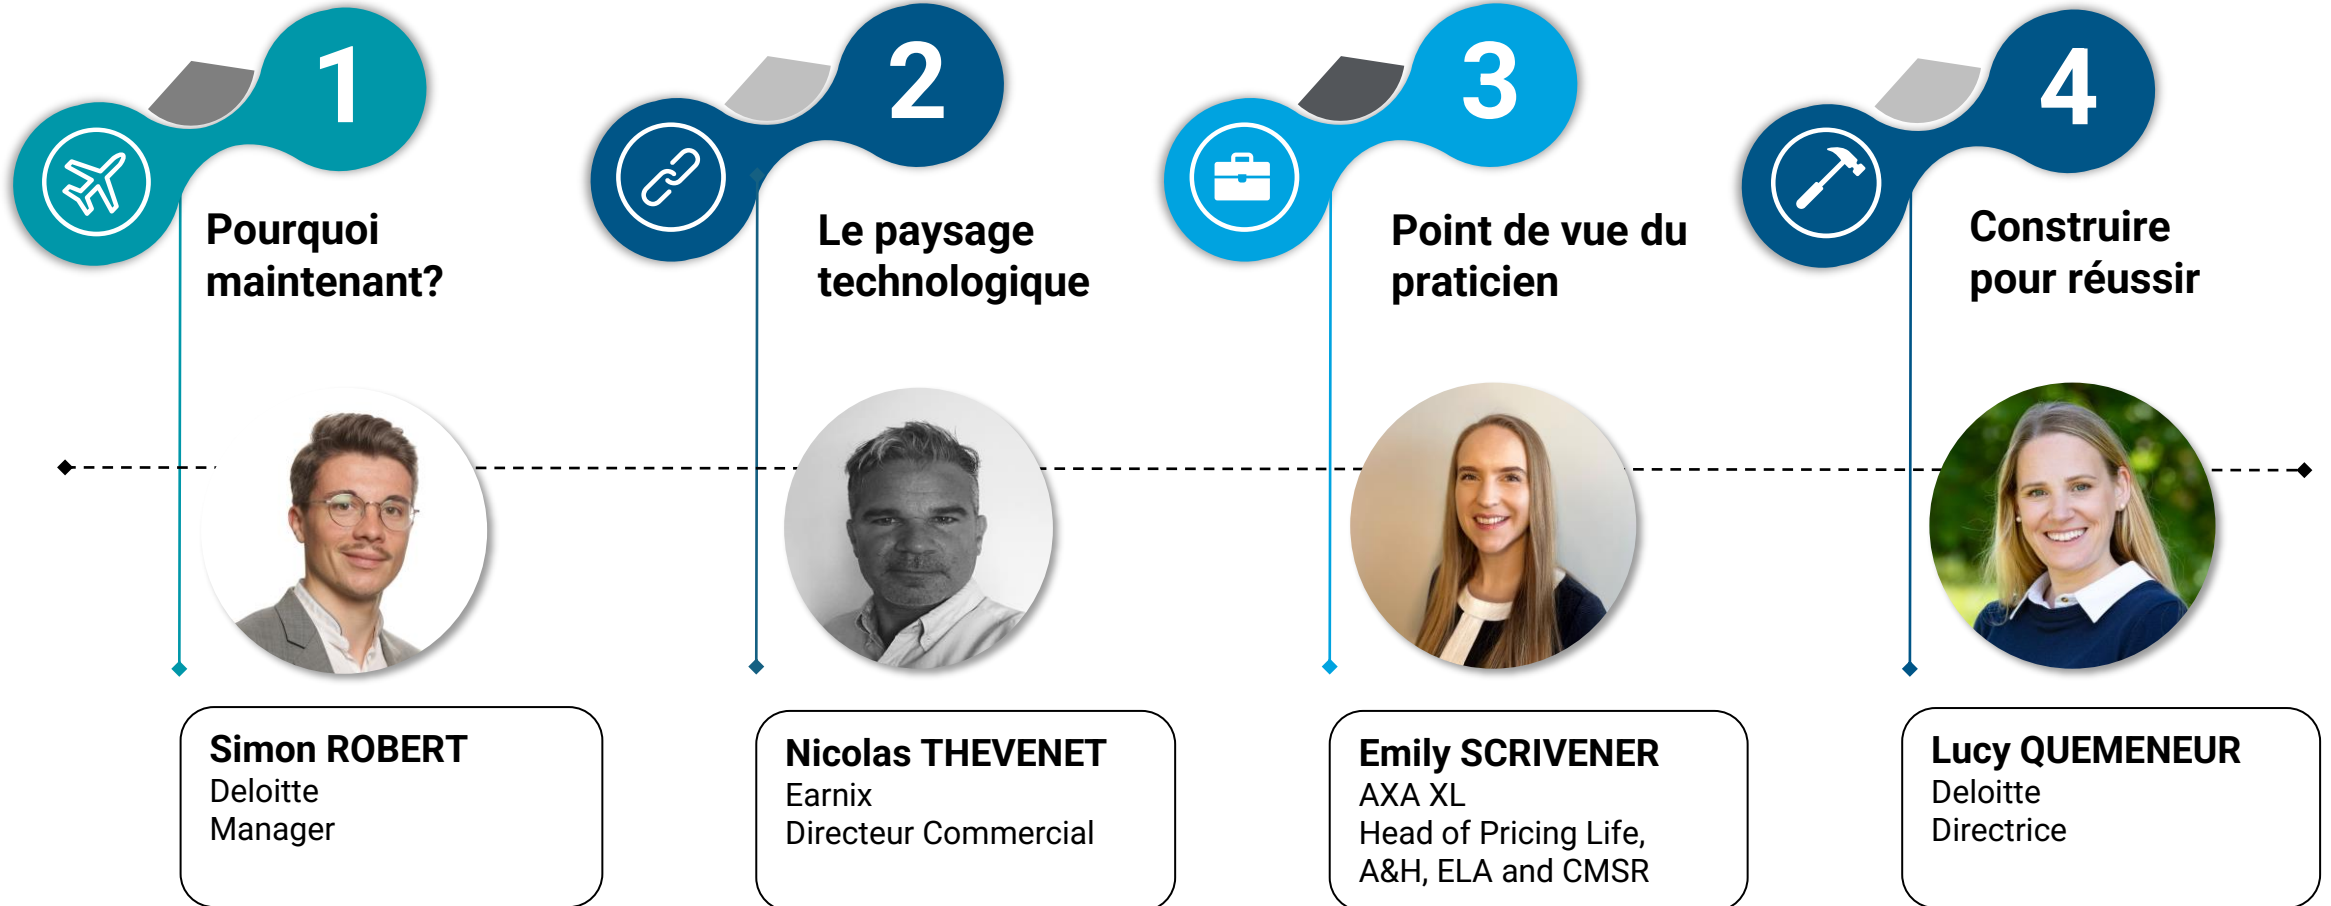 1
Pourquoi
maintenant?
Simon ROBERT
Deloitte
Manager
2
Le paysage
technologique
Nicolas THEVENET
Earnix
Directeur Commercial
3
Point de vue du
praticien
Emily SCRIVENER
AXA XL
Head of Pricing Life,
A&H, ELA and CMSR
4
Construire
pour réussir
Lucy QUEMENEUR
Deloitte
Directrice